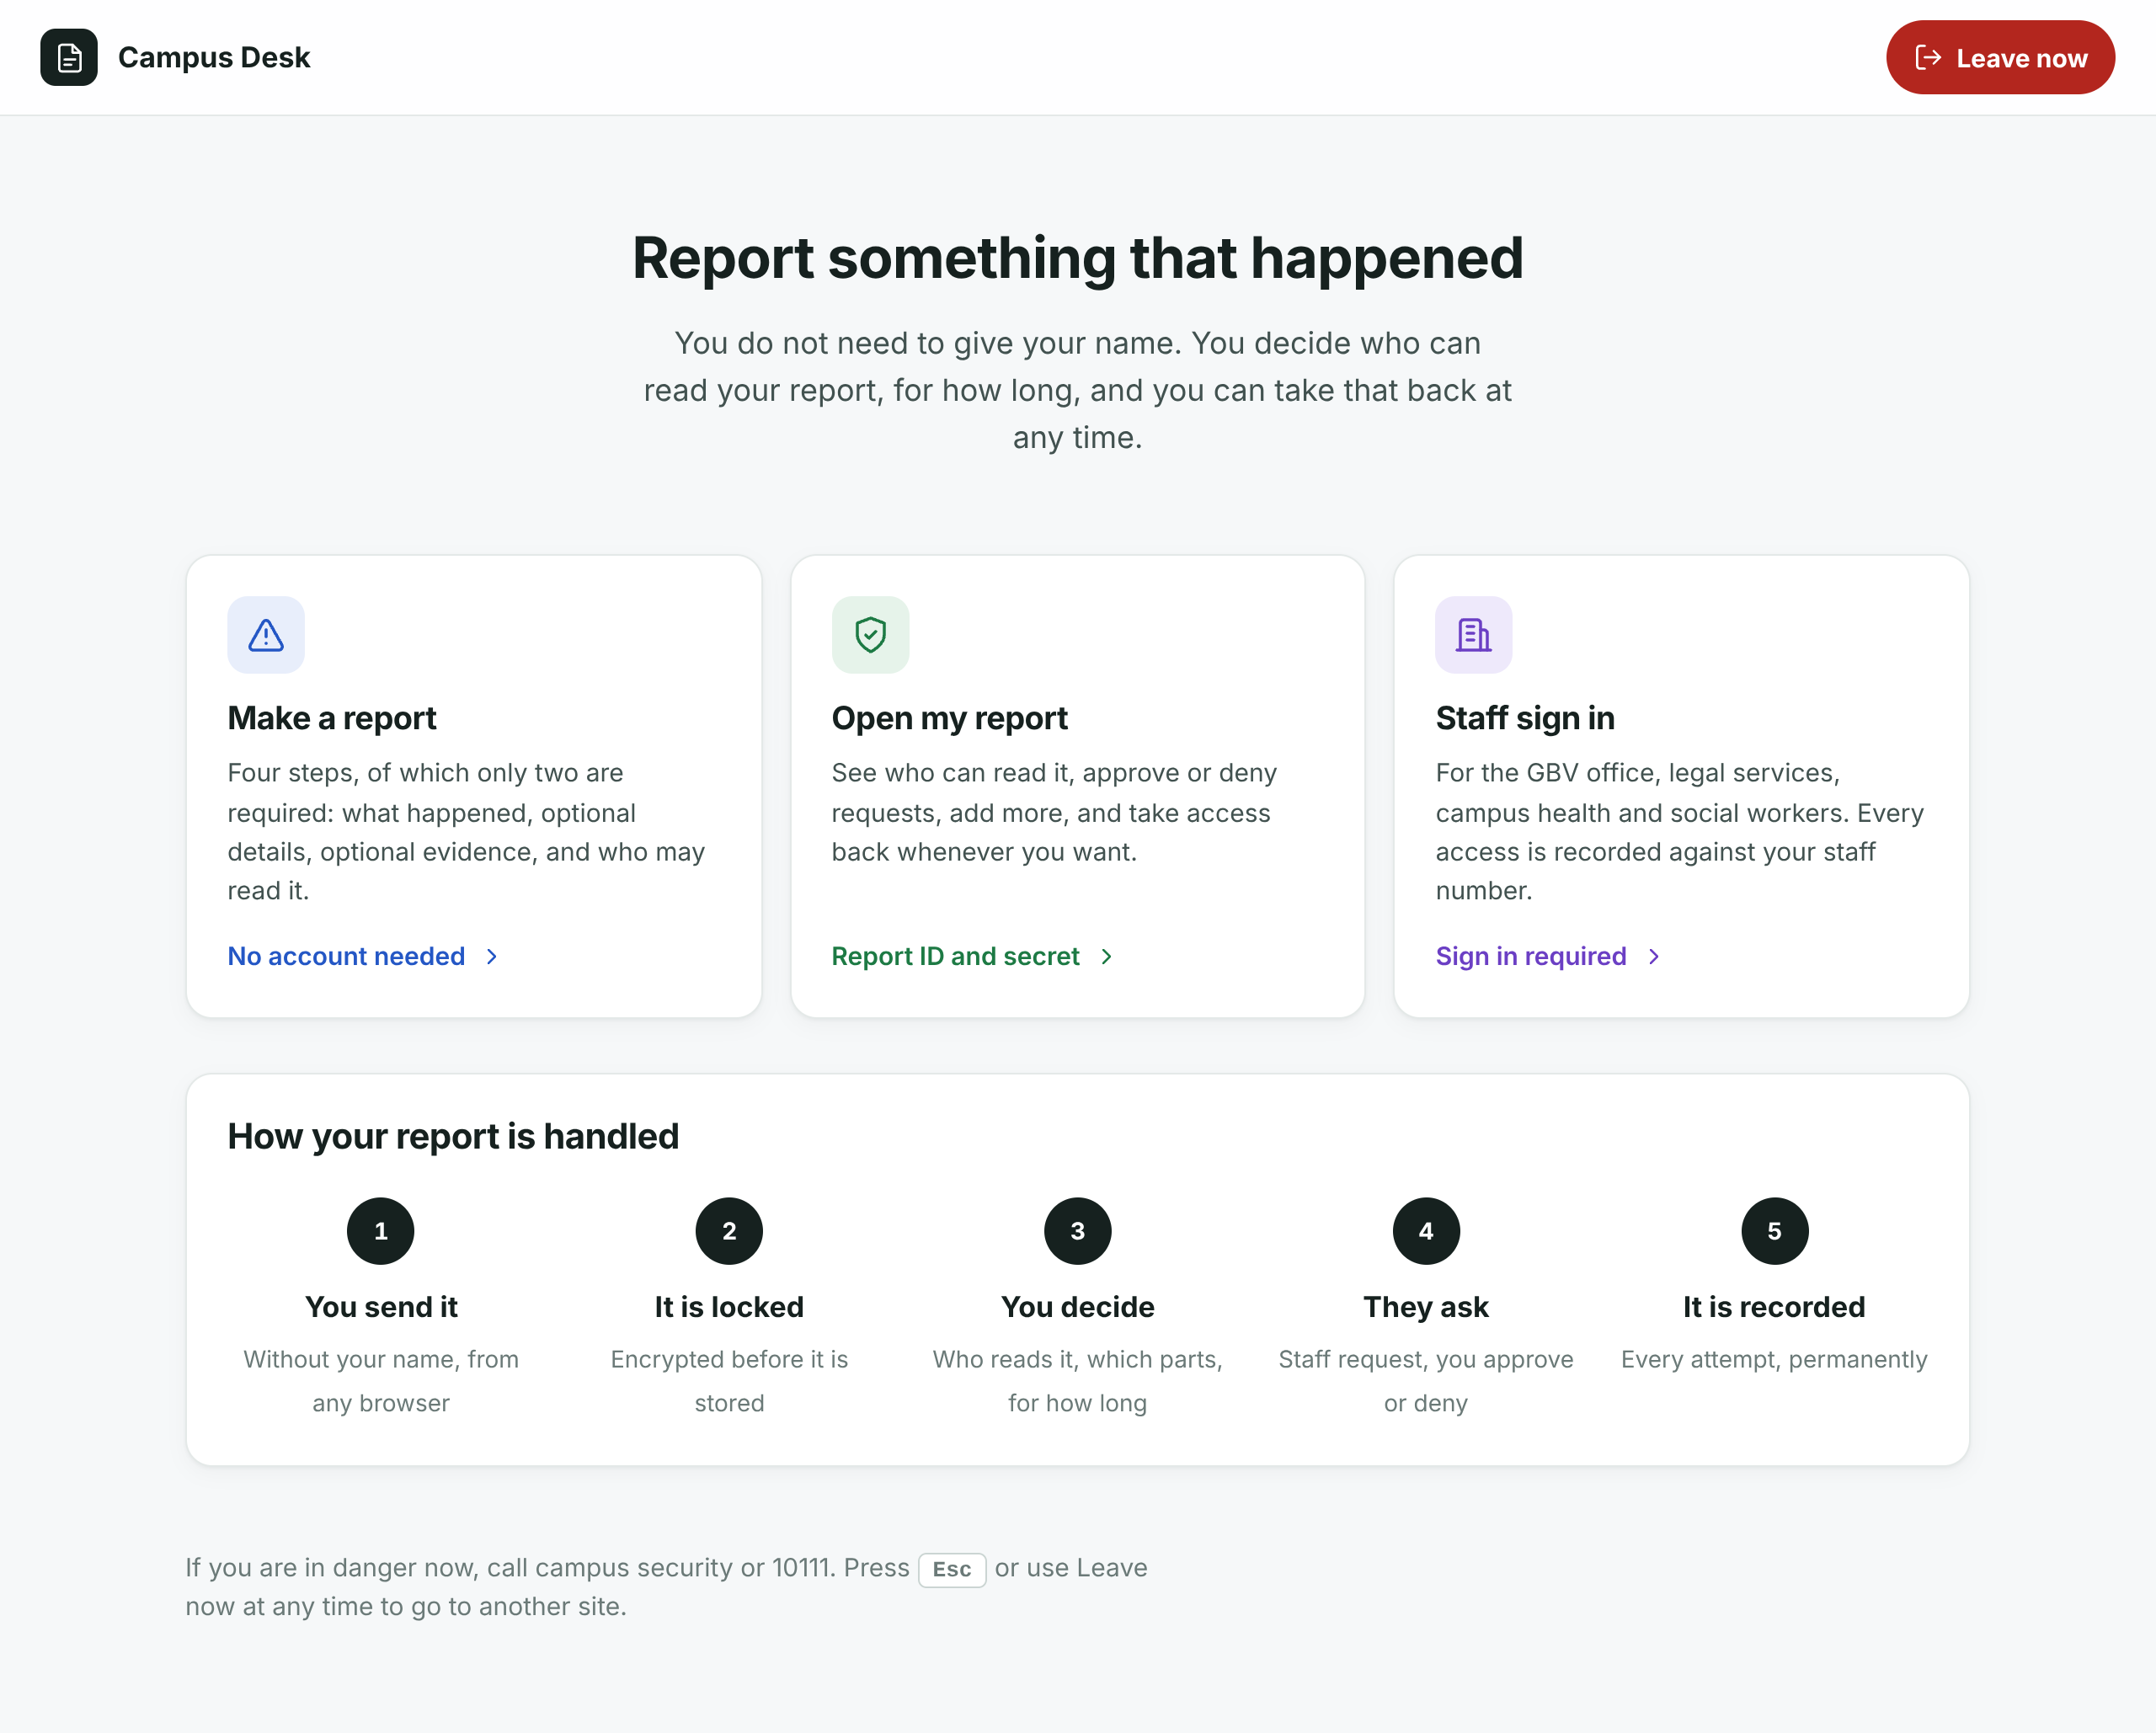 Campus Desk
Leave now
Report something that happened
You do not need to give your name. You decide who can
read your report, for how long, and you can take that back at
any time.
Make a report
Four steps, of which only two are
required: what happened, optional
details, optional evidence, and who may
read it.
No account needed
Open my report
See who can read it, approve or deny
requests, add more, and take access
back whenever you want.
Report ID and secret
Staff sign in
For the GBV office, legal services,
campus health and social workers. Every
access is recorded against your staff
number.
Sign in required
How your report is handled
1
You send it
Without your name, from
any browser
2
It is locked
Encrypted before it is
stored
3
You decide
Who reads it, which parts,
for how long
4
They ask
Staff request, you approve
or deny
5
It is recorded
Every attempt, permanently
If you are in danger now, call campus security or 10111. Press Esc or use Leave
now at any time to go to another site.